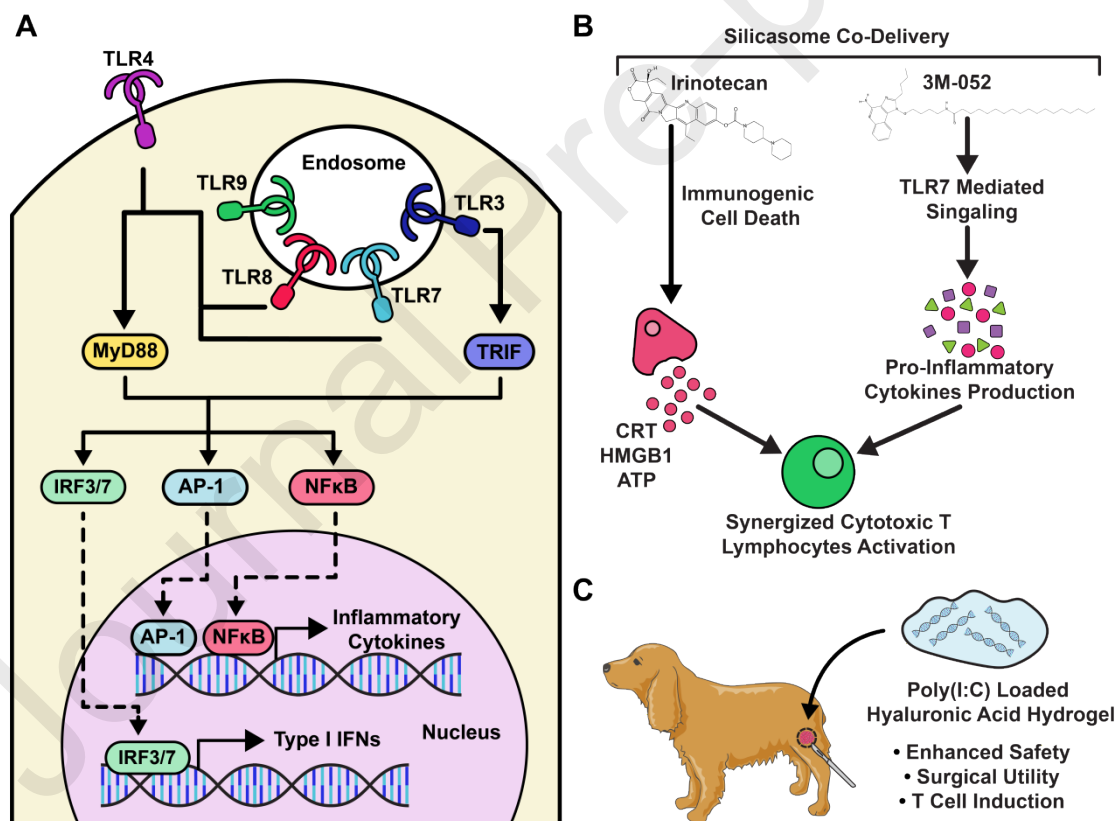 A
TLR4
Endosome
TLR9
TLR3
TLR8
TLR7
MyD88
TRIF
IRF3/7
AP-1
NFκB
AP-1
NFκB
Inflammatory
Cytokines
Nucleus
IRF3/7
Type I IFNs
B
Silicasome Co-Delivery
Irinotecan
3M-052
Immunogenic
Cell Death
TLR7 Mediated
Singaling
Pro-Inflammatory
Cytokines Production
CRT
HMGB1
ATP
Synergized Cytotoxic T
Lymphocytes Activation
C
Poly(I:C) Loaded
Hyaluronic Acid Hydrogel
• Enhanced Safety
• Surgical Utility
• T Cell Induction
Journal Pre-p